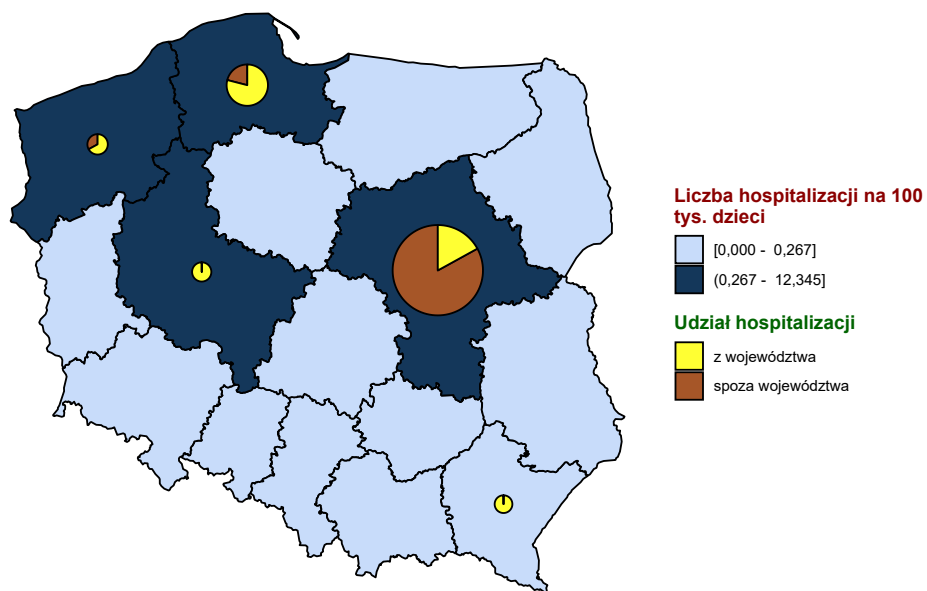 Liczba hospitalizacji na 100
tys. dzieci
[0,000 - 0,267]
(0,267 - 12,345]
Udział hospitalizacji
z województwa
spoza województwa